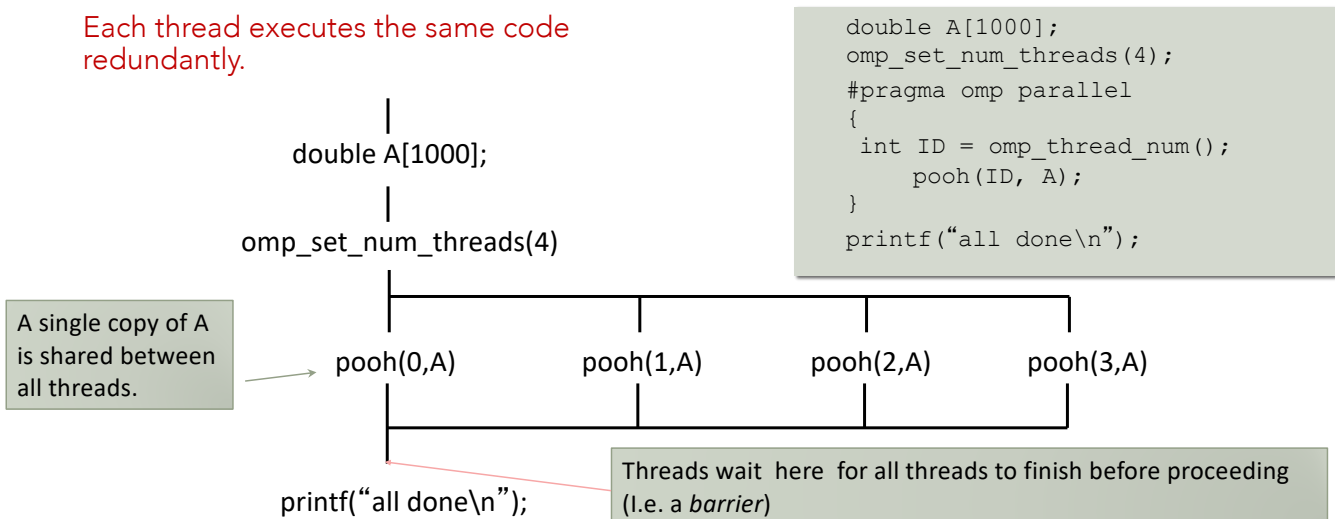 Each thread executes the same code
redundantly.
double A[1000];
omp_set_num_threads(4);
#pragma omp parallel
{
int ID = omp_thread_num();
pooh(ID, A);
}
printf(“all done\n”);
double A[1000];
omp_set_num_threads(4)
A single copy of A
is shared between
all threads.
pooh(0,A) pooh(1,A) pooh(2,A) pooh(3,A)
Threads wait here for all threads to finish before proceeding
(I.e. a barrier)
printf(“all done\n”);